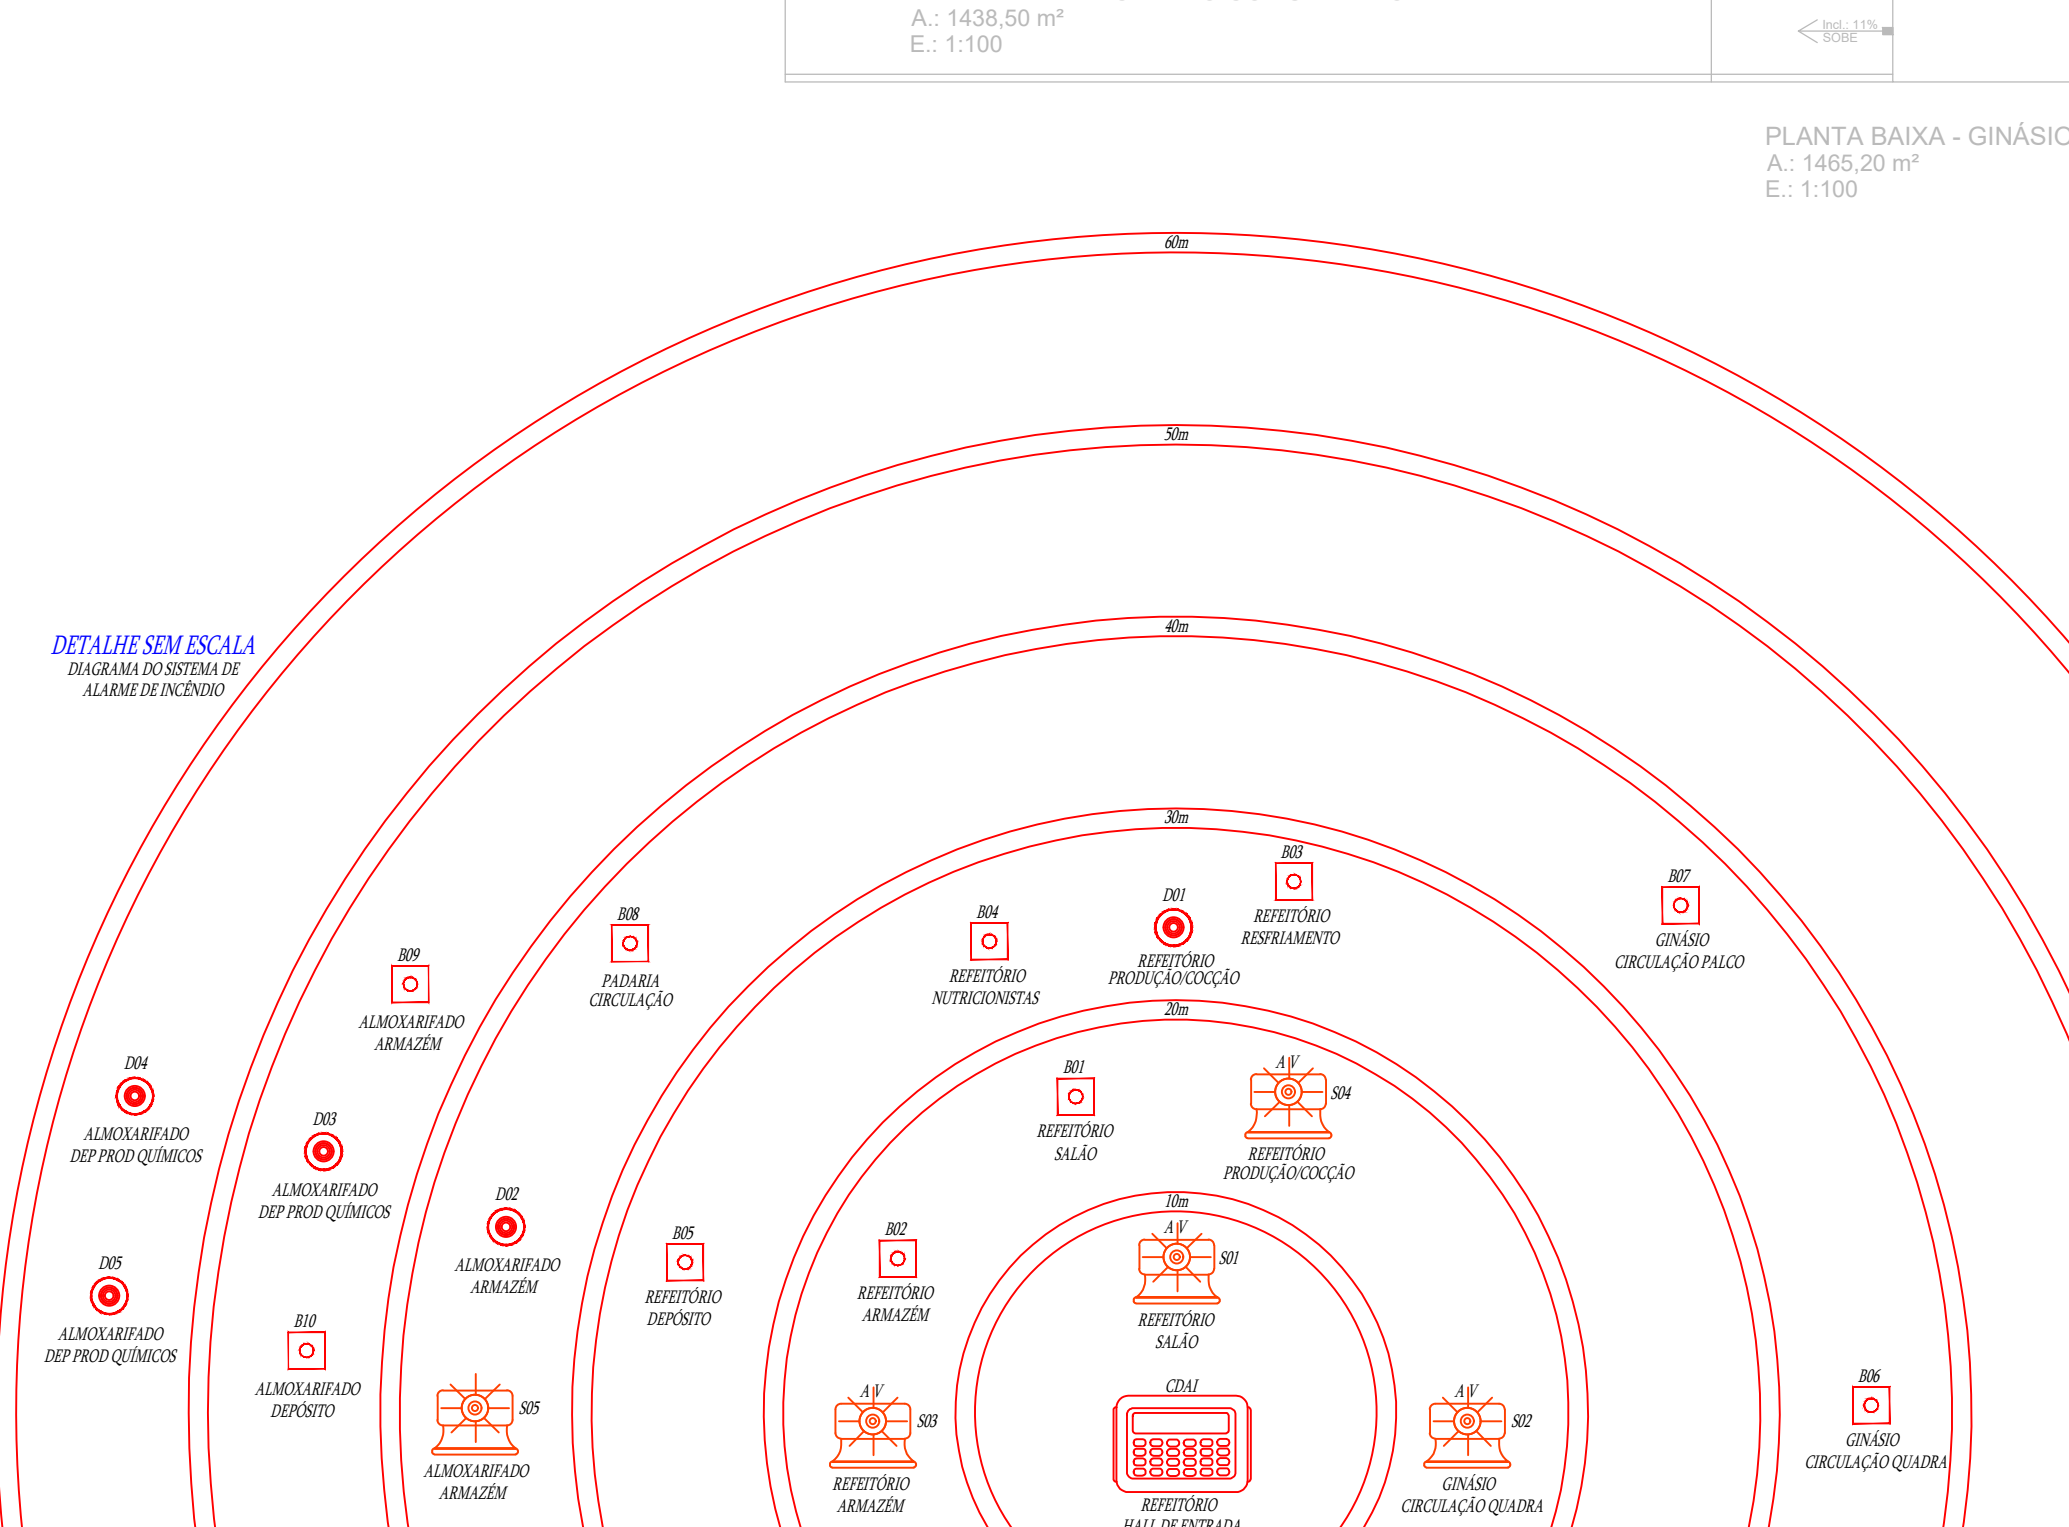 A.: 1438,50 m²
E.: 1:100
Incl.: 11%
SOBE
PLANTA BAIXA - GINÁSIO
A.: 1465,20 m²
E.: 1:100
60m
50m
40m
30m
20m
10m
DETALHE SEM ESCALA
DIAGRAMA DO SISTEMA DE
ALARME DE INCÊNDIO
B03
REFEITÓRIO
RESFRIAMENTO
B07
GINÁSIO
CIRCULAÇÃO PALCO
D01
REFEITÓRIO
PRODUÇÃO/COCÇÃO
B04
REFEITÓRIO
NUTRICIONISTAS
B08
PADARIA
CIRCULAÇÃO
B09
ALMOXARIFADO
ARMAZÉM
D04
ALMOXARIFADO
DEP PROD QUÍMICOS
D03
ALMOXARIFADO
DEP PROD QUÍMICOS
B01
REFEITÓRIO
SALÃO
A V
S04
REFEITÓRIO
PRODUÇÃO/COCÇÃO
D02
ALMOXARIFADO
ARMAZÉM
B05
REFEITÓRIO
DEPÓSITO
B02
REFEITÓRIO
ARMAZÉM
A V
S01
REFEITÓRIO
SALÃO
D05
ALMOXARIFADO
DEP PROD QUÍMICOS
B10
ALMOXARIFADO
DEPÓSITO
S05
ALMOXARIFADO
ARMAZÉM
A V
S03
REFEITÓRIO
ARMAZÉM
CDAI
REFEITÓRIO
HALL DE ENTRADA
A V
S02
GINÁSIO
CIRCULAÇÃO QUADRA
B06
GINÁSIO
CIRCULAÇÃO QUADRA